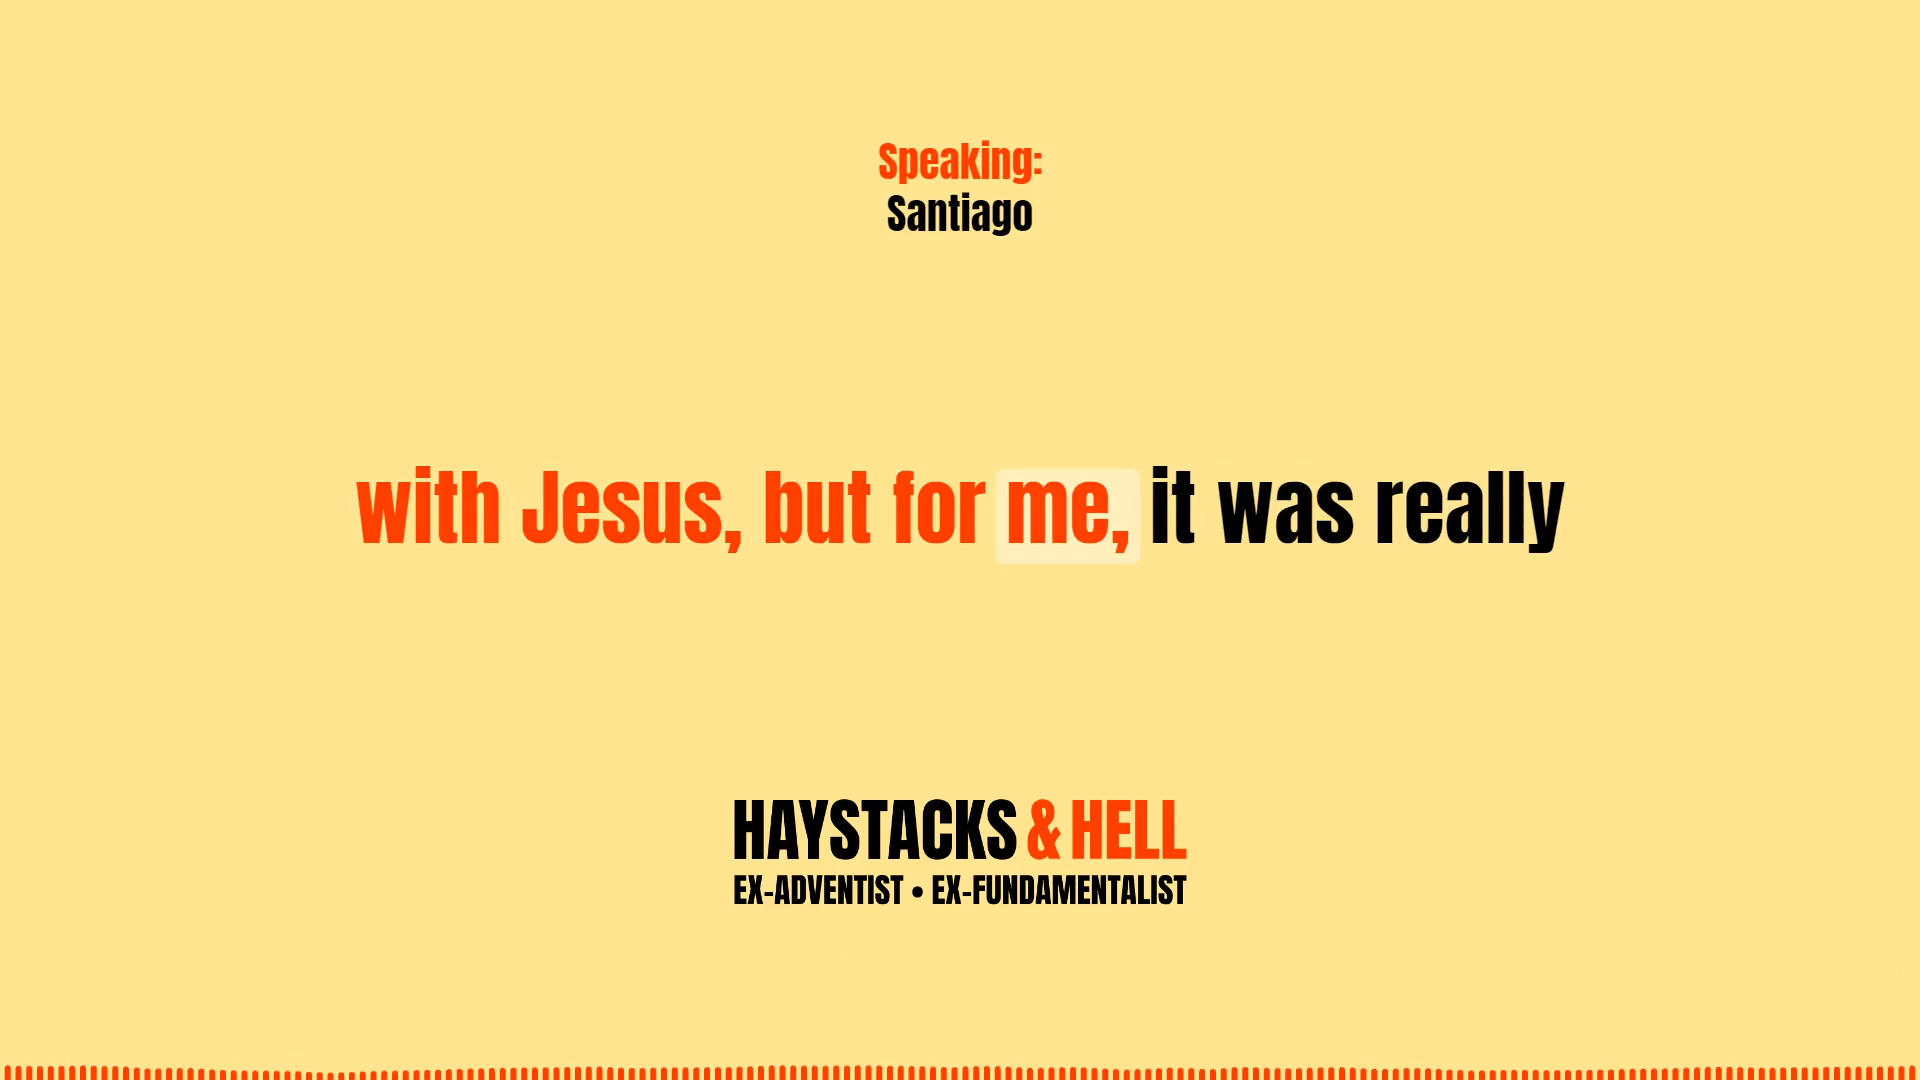 Speaking:
Santiago
with Jesus, but for me, it was really
HAYSTACKS & HELL
EX-ADVENTIST • EX-FUNDAMENTALIST